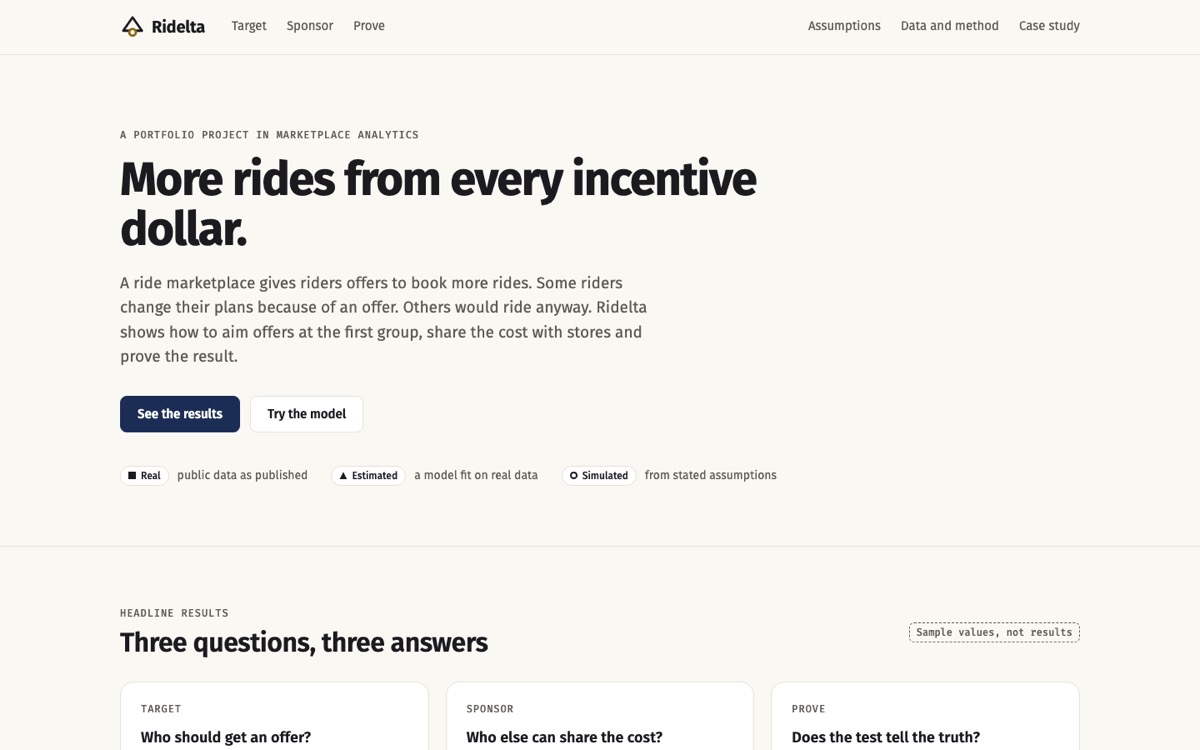 Ridelta Target Sponsor Prove Assumptions Data and method Case study
A PORTFOLIO PROJECT IN MARKETPLACE ANALYTICS
More rides from every incentive
dollar.
A ride marketplace gives riders offers to book more rides. Some riders
change their plans because of an offer. Others would ride anyway. Ridelta
shows how to aim offers at the first group, share the cost with stores and
prove the result.
See the results Try the model
Real public data as published Estimated a model fit on real data Simulated from stated assumptions
HEADLINE RESULTS
Three questions, three answers
Sample values, not results
TARGET
Who should get an offer?
SPONSOR
Who else can share the cost?
PROVE
Does the test tell the truth?